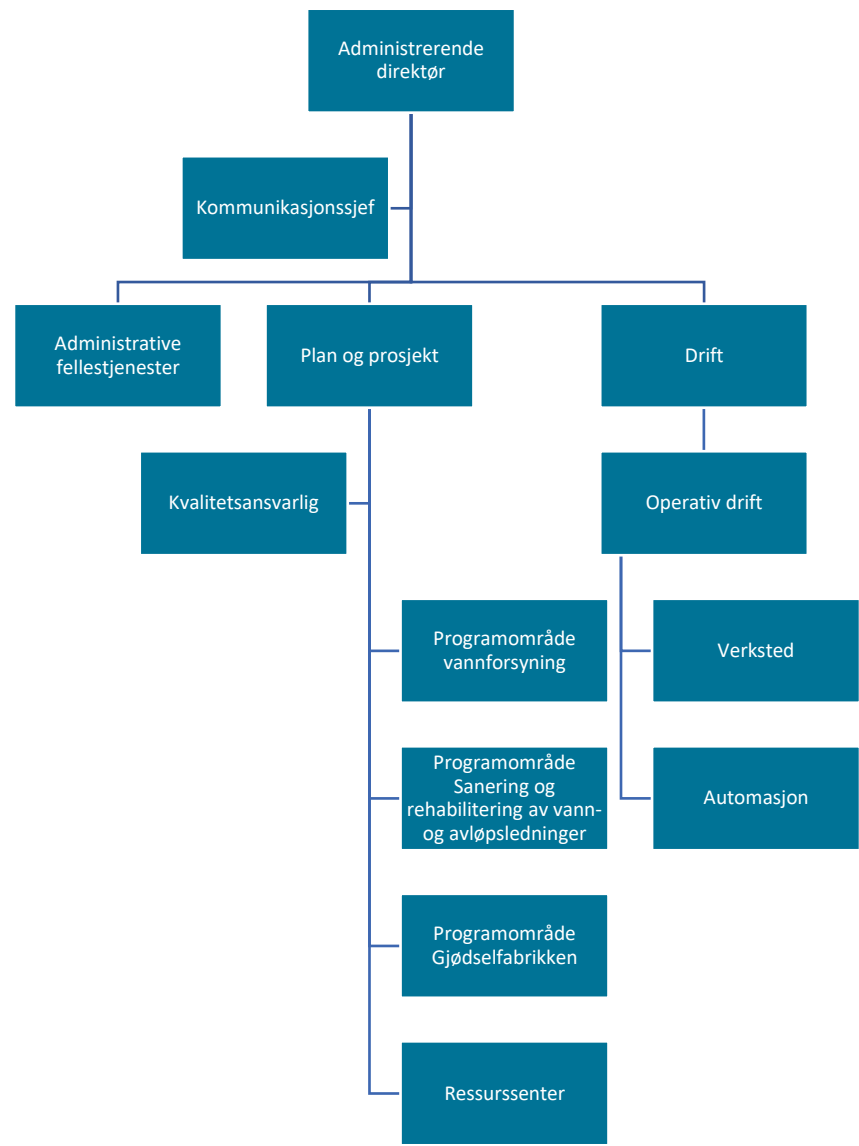 Administrerende
direktør
Kommunikasjonssjef
Administrative
fellestjenester
Plan og prosjekt
Drift
Kvalitetsansvarlig
Operativ drift
Programområde
vannforsyning
Verksted
Programområde
Sanering og
rehabilitering av vann-
og avløpsledninger
Automasjon
Programområde
Gjødselfabrikken
Ressurssenter